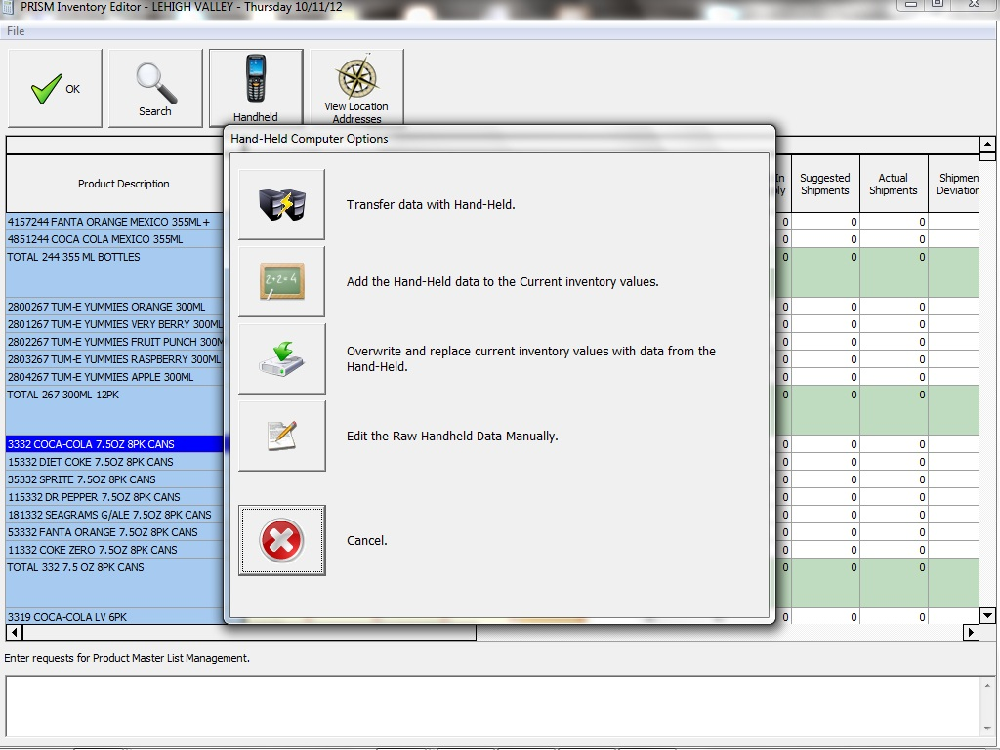 PRISM Inventory Editor - LEHIGH VALLEY - Thursday 10/11/12
File
OK
Search
Handheld
View Location
Addresses
Hand-Held Computer Options
Transfer data with Hand-Held.
2+2=4
Add the Hand-Held data to the Current inventory values.
Overwrite and replace current inventory values with data from the
Hand-Held.
Edit the Raw Handheld Data Manually.
Cancel.
Product Description
In
Suggested
Shipments
Actual
Shipments
Shipmen
Deviation
4157244 FANTA ORANGE MEXICO 355ML+ 0 0 0
4851244 COCA COLA MEXICO 355ML 0 0 0
TOTAL 244 355 ML BOTTLES 0 0 0
2800267 TUM-E YUMMIES ORANGE 300ML 0 0 0
2801267 TUM-E YUMMIES VERY BERRY 300ML 0 0 0
2802267 TUM-E YUMMIES FRUIT PUNCH 300M 0 0 0
2803267 TUM-E YUMMIES RASPBERRY 300ML 0 0 0
2804267 TUM-E YUMMIES APPLE 300ML 0 0 0
TOTAL 267 300ML 12PK 0 0 0
3332 COCA-COLA 7.5OZ 8PK CANS 0 0 0
15332 DIET COKE 7.5OZ 8PK CANS 0 0 0
35332 SPRITE 7.5OZ 8PK CANS 0 0 0
115332 DR PEPPER 7.5OZ 8PK CANS 0 0 0
181332 SEAGRAMS G/ALE 7.5OZ 8PK CANS 0 0 0
53332 FANTA ORANGE 7.5OZ 8PK CANS 0 0 0
11332 COKE ZERO 7.5OZ 8PK CANS 0 0 0
TOTAL 332 7.5 OZ 8PK CANS 0 0 0
3319 COCA-COLA LV 6PK 0 0 0
Enter requests for Product Master List Management.